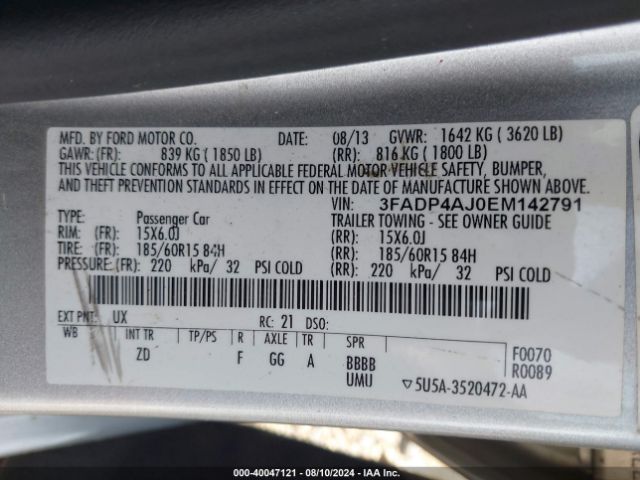 MFD. BY FORD MOTOR CO. DATE: 08/13 GVWR: 1642 KG ( 3620 LB)
GAWR: (FR): 839 KG ( 1850 LB) (RR): 816 KG ( 1800 LB)
THIS VEHICLE CONFORMS TO ALL APPLICABLE FEDERAL MOTOR VEHICLE SAFETY, BUMPER,
AND THEFT PREVENTION STANDARDS IN EFFECT ON THE DATE OF MANUFACTURE SHOWN ABOVE.
VIN: 3FADP4AJ0EM142791
TYPE: Passenger Car TRAILER TOWING - SEE OWNER GUIDE
RIM: (FR) 15X6.0J (RR): 15X6.0J
TIRE: (FR) 185/60R15 84H (RR): 185/60R15 84H
PRESSURE: (FR) 220 kPa/ 32 PSI COLD (RR): 220 kPa/ 32 PSI COLD
EXT PNT: UX RC: 21 DSO:
WB INT TR TP/PS R AXLE TR SPR
ZD F GG A BBBB F0070
UMU R0089
5U5A-3520472-AA
000-40047121 - 08/10/2024 - IAA Inc.